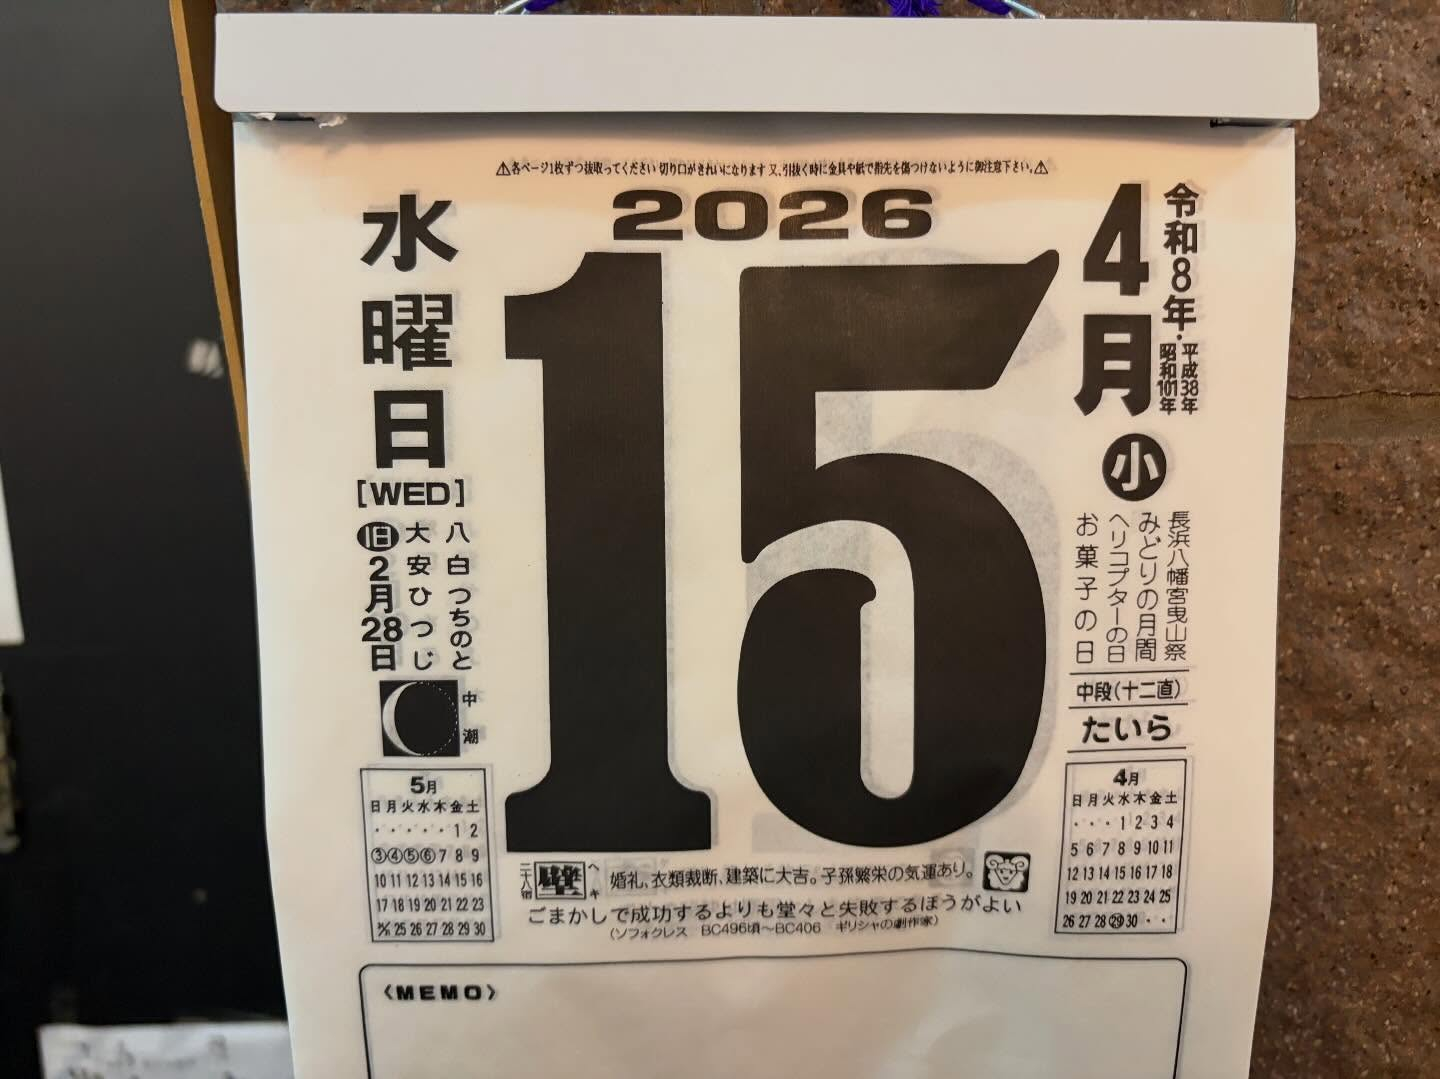 ⚠各ページ1枚ずつ抜取ってください 切り口がきれいになります 又、引抜く時に金具や紙で指先を傷つけないように御注意下さい。⚠
2026
令和8年・平成38年
昭和101年
4月
小
長浜八幡宮曳山祭
みどりの月間
ヘリコプターの日
お菓子の日
中段(十二直)
たいら
15
水曜日
[WED]
八白つちのと
大安ひつじ
旧2月28日
中潮
5月
日月火水木金土
・・・・・1 2
③④⑤⑥7 8 9
10 11 12 13 14 15 16
17 18 19 20 21 22 23
24/31 25 26 27 28 29 30
4月
日月火水木金土
・・・1 2 3 4
5 6 7 8 9 10 11
12 13 14 15 16 17 18
19 20 21 22 23 24 25
26 27 28 ㉙ 30・・
二十八宿
壁
ヘキ
婚礼、衣類裁断、建築に大吉。子孫繁栄の気運あり。
ごまかしで成功するよりも堂々と失敗するほうがよい
(ソフォクレス BC496頃〜BC406 ギリシャの劇作家)
〈MEMO〉